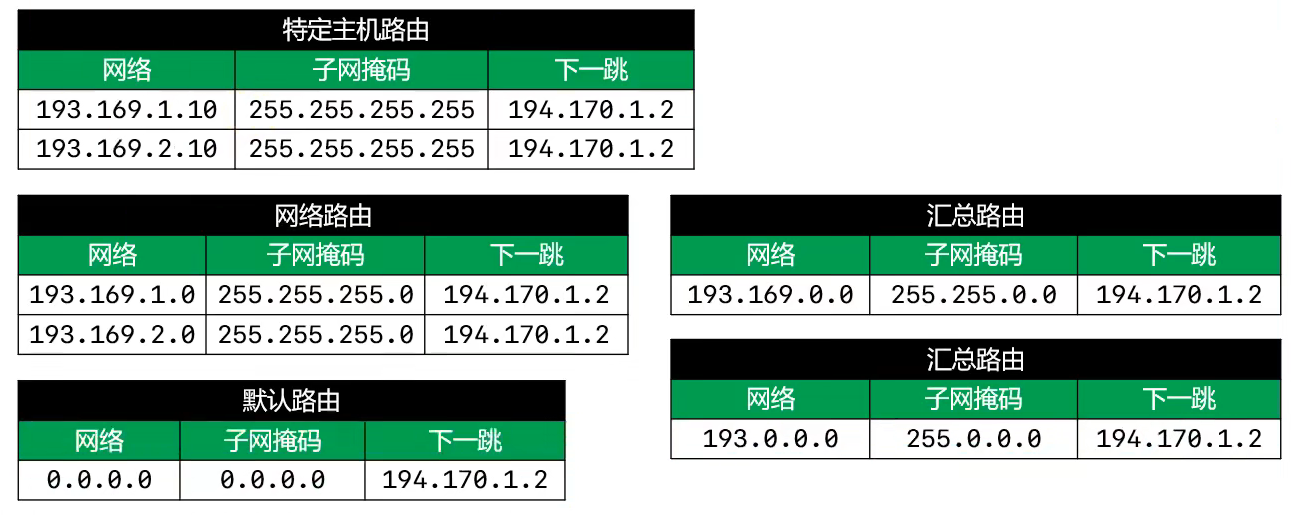 特定主机路由
网络 子网掩码 下一跳
193.169.1.10 255.255.255.255 194.170.1.2
193.169.2.10 255.255.255.255 194.170.1.2
网络路由
网络 子网掩码 下一跳
193.169.1.0 255.255.255.0 194.170.1.2
193.169.2.0 255.255.255.0 194.170.1.2
汇总路由
网络 子网掩码 下一跳
193.169.0.0 255.255.0.0 194.170.1.2
默认路由
网络 子网掩码 下一跳
0.0.0.0 0.0.0.0 194.170.1.2
汇总路由
网络 子网掩码 下一跳
193.0.0.0 255.0.0.0 194.170.1.2